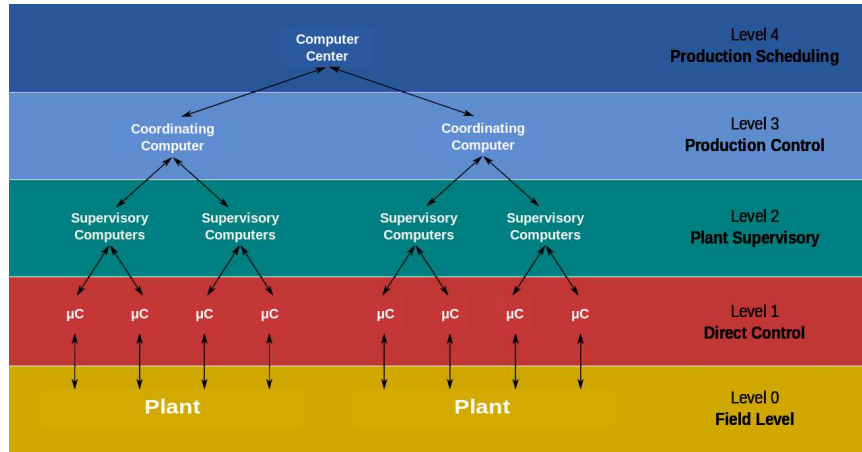 Computer
Center
Level 4
Production Scheduling
Coordinating
Computer
Coordinating
Computer
Level 3
Production Control
Supervisory
Computers
Supervisory
Computers
Supervisory
Computers
Supervisory
Computers
Level 2
Plant Supervisory
µC
µC
µC
µC
µC
µC
µC
µC
Level 1
Direct Control
Plant
Plant
Level 0
Field Level